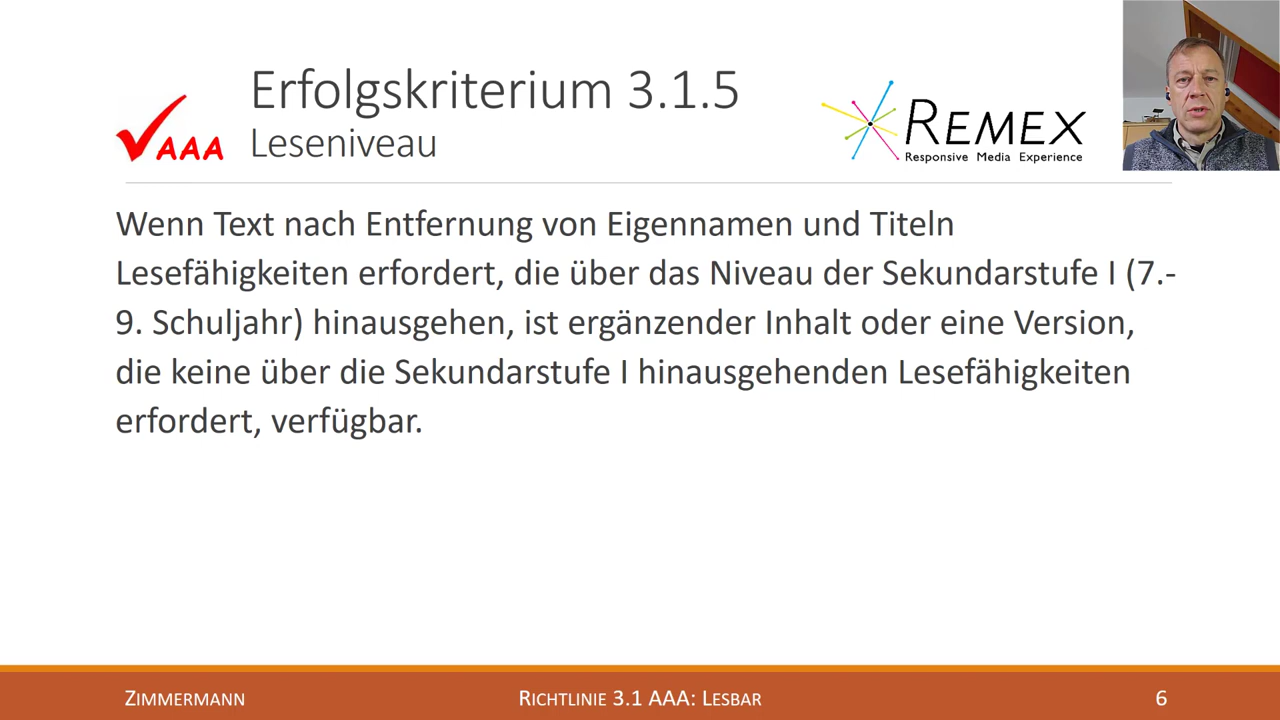 Erfolgskriterium 3.1.5
AAA Leseniveau
REMEX
Responsive Media Experience
Wenn Text nach Entfernung von Eigennamen und Titeln
Lesefähigkeiten erfordert, die über das Niveau der Sekundarstufe I (7.-
9. Schuljahr) hinausgehen, ist ergänzender Inhalt oder eine Version,
die keine über die Sekundarstufe I hinausgehenden Lesefähigkeiten
erfordert, verfügbar.
ZIMMERMANN RICHTLINIE 3.1 AAA: LESBAR 6